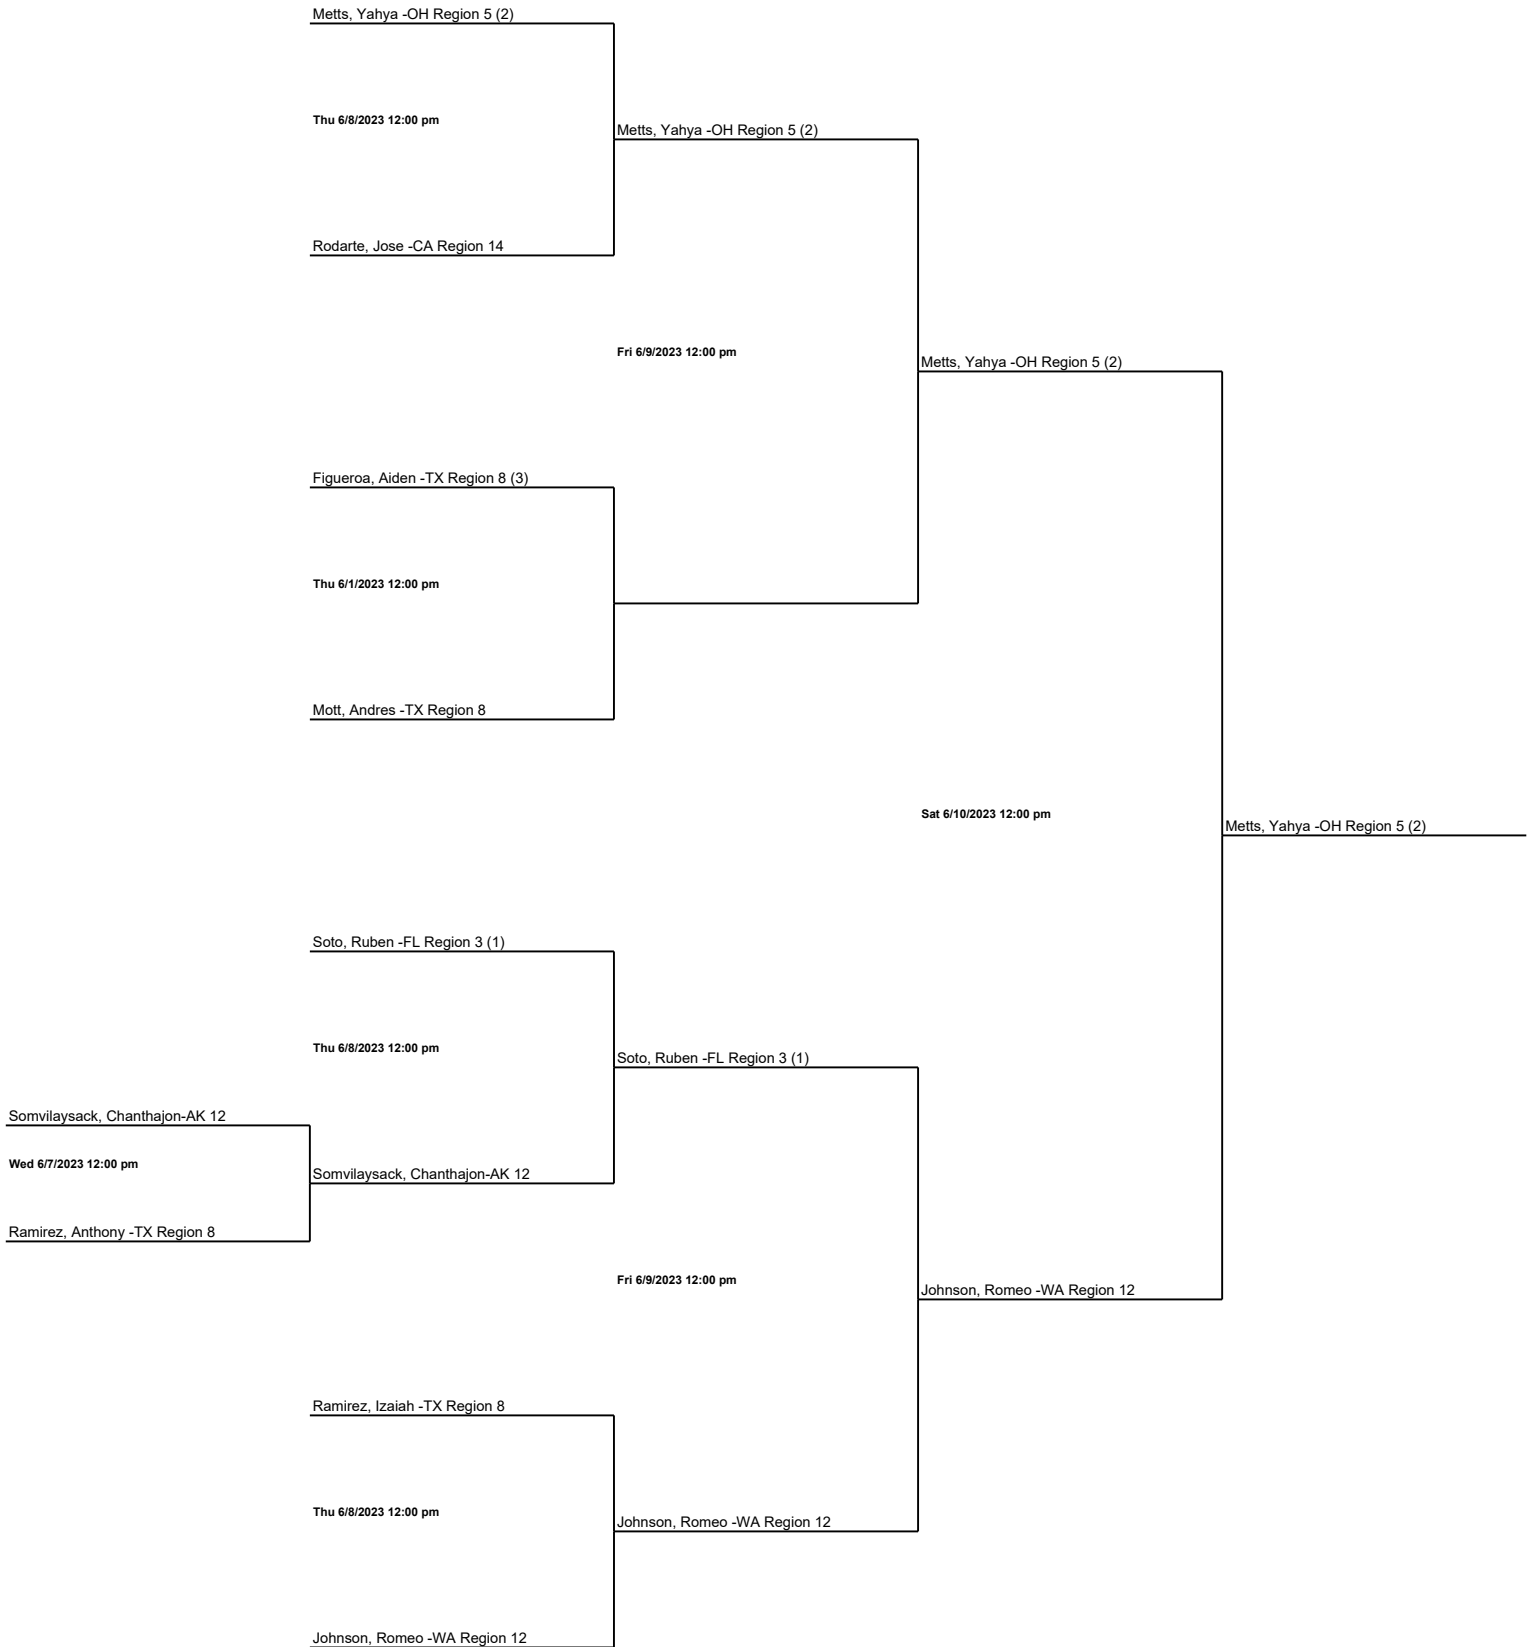 Metts, Yahya -OH Region 5 (2)
Thu 6/8/2023 12:00 pm
Metts, Yahya -OH Region 5 (2)
Rodarte, Jose -CA Region 14
Fri 6/9/2023 12:00 pm
Metts, Yahya -OH Region 5 (2)
Figueroa, Aiden -TX Region 8 (3)
Thu 6/1/2023 12:00 pm
Mott, Andres -TX Region 8
Sat 6/10/2023 12:00 pm
Metts, Yahya -OH Region 5 (2)
Soto, Ruben -FL Region 3 (1)
Thu 6/8/2023 12:00 pm
Soto, Ruben -FL Region 3 (1)
Somvilaysack, Chanthajon-AK 12
Wed 6/7/2023 12:00 pm
Somvilaysack, Chanthajon-AK 12
Ramirez, Anthony -TX Region 8
Fri 6/9/2023 12:00 pm
Johnson, Romeo -WA Region 12
Ramirez, Izaiah -TX Region 8
Thu 6/8/2023 12:00 pm
Johnson, Romeo -WA Region 12
Johnson, Romeo -WA Region 12